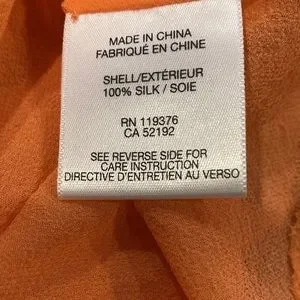 MADE IN CHINA
FABRIQUÉ EN CHINE
SHELL/EXTÉRIEUR
100% SILK / SOIE
RN 119376
CA 52192
SEE REVERSE SIDE FOR
CARE INSTRUCTION
DIRECTIVE D'ENTRETIEN AU VERSO